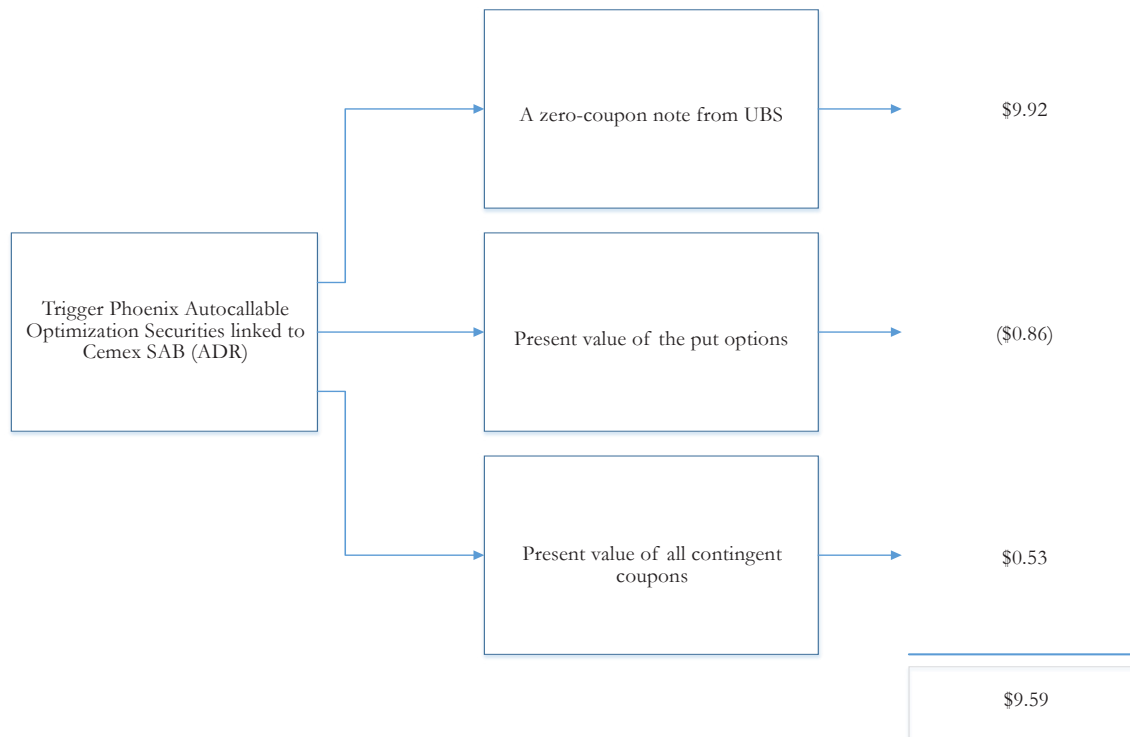 A zero-coupon note from UBS
$9.92
Trigger Phoenix Autocallable
Optimization Securities linked to
Cemex SAB (ADR)
Present value of the put options
($0.86)
Present value of all contingent
coupons
$0.53
$9.59